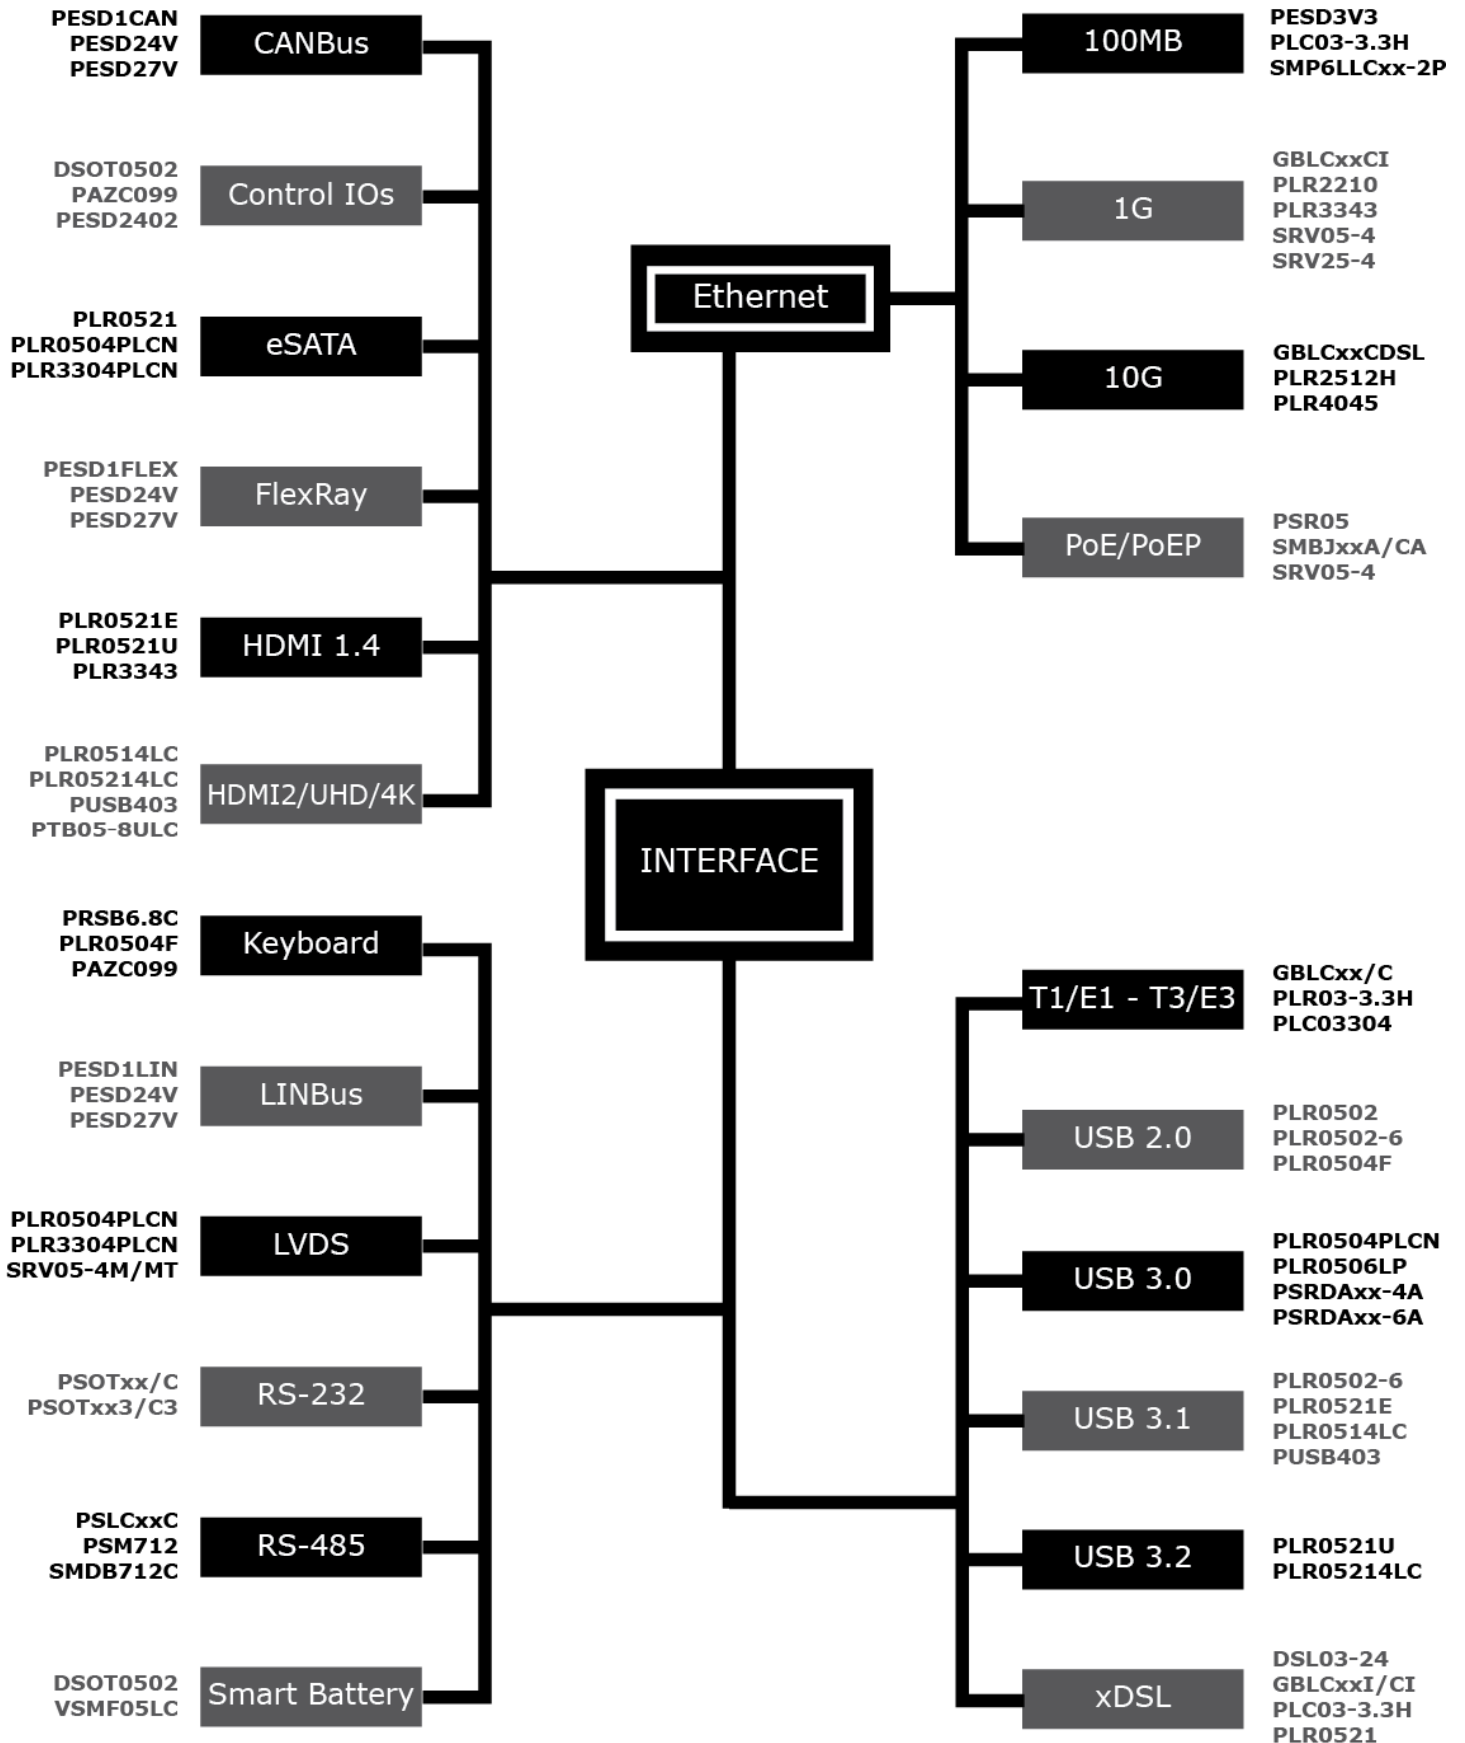 PESD1CAN
PESD24V
PESD27V
CANBus
DSOT0502
PAZC099
PESD2402
Control IOs
PLR0521
PLR0504PLCN
PLR3304PLCN
eSATA
PESD1FLEX
PESD24V
PESD27V
FlexRay
PLR0521E
PLR0521U
PLR3343
HDMI 1.4
PLR0514LC
PLR05214LC
PUSB403
PTB05-8ULC
HDMI2/UHD/4K
Ethernet
100MB
PESD3V3
PLC03-3.3H
SMP6LLCxx-2P
1G
GBLCxxCI
PLR2210
PLR3343
SRV05-4
SRV25-4
10G
GBLCxxCDSL
PLR2512H
PLR4045
PoE/PoEP
PSR05
SMBJxxA/CA
SRV05-4
INTERFACE
PRSB6.8C
PLR0504F
PAZC099
Keyboard
PESD1LIN
PESD24V
PESD27V
LINBus
PLR0504PLCN
PLR3304PLCN
SRV05-4M/MT
LVDS
PSOTxx/C
PSOTxx3/C3
RS-232
PSLCxxC
PSM712
SMDB712C
RS-485
DSOT0502
VSMF05LC
Smart Battery
T1/E1 - T3/E3
GBLCxx/C
PLR03-3.3H
PLC03304
USB 2.0
PLR0502
PLR0502-6
PLR0504F
USB 3.0
PLR0504PLCN
PLR0506LP
PSRDAxx-4A
PSRDAxx-6A
USB 3.1
PLR0502-6
PLR0521E
PLR0514LC
PUSB403
USB 3.2
PLR0521U
PLR05214LC
xDSL
DSL03-24
GBLCxxI/CI
PLC03-3.3H
PLR0521